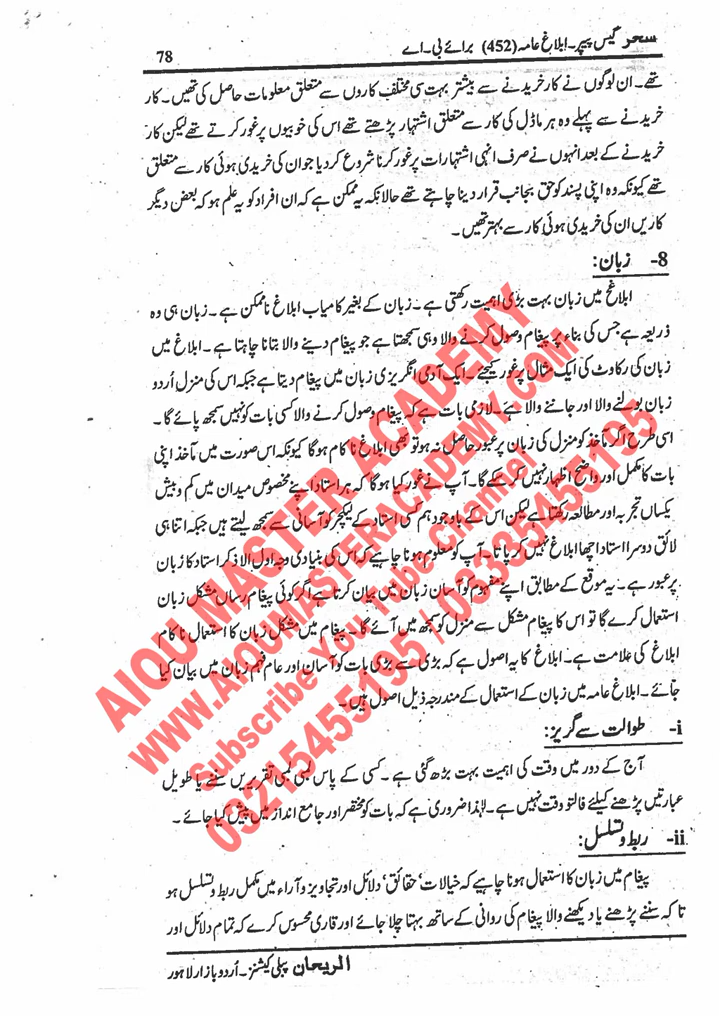 سحر گیس پیپر۔ ابلاغ عامہ (452) برائے بی۔ اے
78
تھے۔ ان لوگوں نے کار خریدنے سے بیشتر بہت سی مختلف کاروں سے متعلق معلومات حاصل کی تھیں۔ کار
خریدنے سے پہلے وہ ہر ماڈل کی کار سے متعلق اشتہار پڑھتے تھے اس کی خوبیوں پر غور کرتے تھے لیکن کار
خریدنے کے بعد انہوں نے صرف انہی اشتہارات پر غور کرنا شروع کر دیا جو ان کی خریدی ہوئی کار سے متعلق
تھے کیونکہ وہ اپنی پسند کو حق بجانب قرار دینا چاہتے تھے حالانکہ یہ ممکن ہے کہ ان افراد کو یہ علم ہو کہ بعض دیگر
کاریں ان کی خریدی ہوئی کار سے بہتر تھیں۔
8- زبان:
ابلاغ میں زبان بہت بڑی اہمیت رکھتی ہے۔ زبان کے بغیر کامیاب ابلاغ ناممکن ہے۔ زبان ہی وہ
ذریعہ ہے جس کی بناء پر پیغام وصول کرنے والا وہی سمجھتا ہے جو پیغام دینے والا بتانا چاہتا ہے۔ ابلاغ میں
زبان کی رکاوٹ کی ایک مثال پر غور کیجئے۔ ایک آدمی انگریزی زبان میں پیغام دیتا ہے جبکہ اس کی منزل اُردو
زبان بولنے والا اور جاننے والا ہے۔ لازمی بات ہے کہ پیغام وصول کرنے والا کسی بات کو نہیں سمجھ پائے گا۔
اسی طرح اگر مآخذ کو منزل کی زبان پر عبور حاصل نہ ہو تو بھی ابلاغ ناکام ہوگا کیونکہ اس صورت میں مآخذ اپنی
بات کا مکمل اور واضح اظہار نہیں کر سکے گا۔ آپ نے غور کیا ہوگا کہ ہر استاد اپنے مخصوص میدان میں کم و بیش
یکساں تجربہ اور مطالعہ رکھتا ہے لیکن اس کے باوجود ہم کسی استاد کے لیکچر کو آسانی سے سمجھ لیتے ہیں جبکہ اتنا ہی
لائق دوسرا استاد اچھا ابلاغ نہیں کر پاتا۔ آپ کو معلوم ہونا چاہیے کہ اس کی بنیادی وجہ اول الذکر استاد کا زبان
پر عبور ہے۔ یہ موقع کے مطابق اپنے مفہوم کو آسان زبان میں بیان کرتا ہے اگر کوئی پیغام رساں مشکل زبان
استعمال کرے گا تو اس کا پیغام مشکل سے منزل کو سمجھ میں آئے گا۔ پیغام میں مشکل زبان کا استعمال ناکام
ابلاغ کی علامت ہے۔ ابلاغ کا یہ اصول ہے کہ بڑی سے بڑی بات کو آسان اور عام فہم زبان میں بیان کیا
جائے۔ ابلاغ عامہ میں زبان کے استعمال کے مندرجہ ذیل اصول ہیں۔
i- طوالت سے گریز:
آج کے دور میں وقت کی اہمیت بہت بڑھ گئی ہے۔ کسی کے پاس لمبی لمبی تقریریں سننے یا طویل
عبارتیں پڑھنے کیلئے فالتو وقت نہیں ہے۔ لہٰذا ضروری ہے کہ بات کو مختصر اور جامع انداز میں پیش کیا جائے۔
ii- ربط و تسلسل:
پیغام میں زبان کا استعمال ہونا چاہیے کہ خیالات‘ حقائق‘ دلائل اور تجاویز و آراء میں مکمل ربط و تسلسل ہو
تاکہ سننے پڑھنے یا دیکھنے والا پیغام کی روانی کے ساتھ بہتا چلا جائے اور قاری محسوس کرے کہ تمام دلائل اور
الریحان پبلی کیشنز۔ اُردو بازار لاہور
AIOU MASTER ACADEMY
WWW.AIOUMASTERACADEMY.COM
Subscribe You Tube Channel
03215455195 / 03335455195